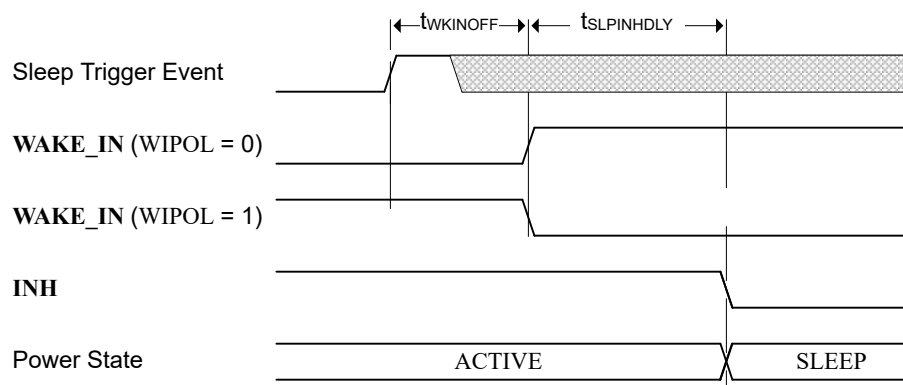 tWKINOFF tSLPINHDLY
Sleep Trigger Event
WAKE_IN (WIPOL = 0)
WAKE_IN (WIPOL = 1)
INH
Power State ACTIVE SLEEP